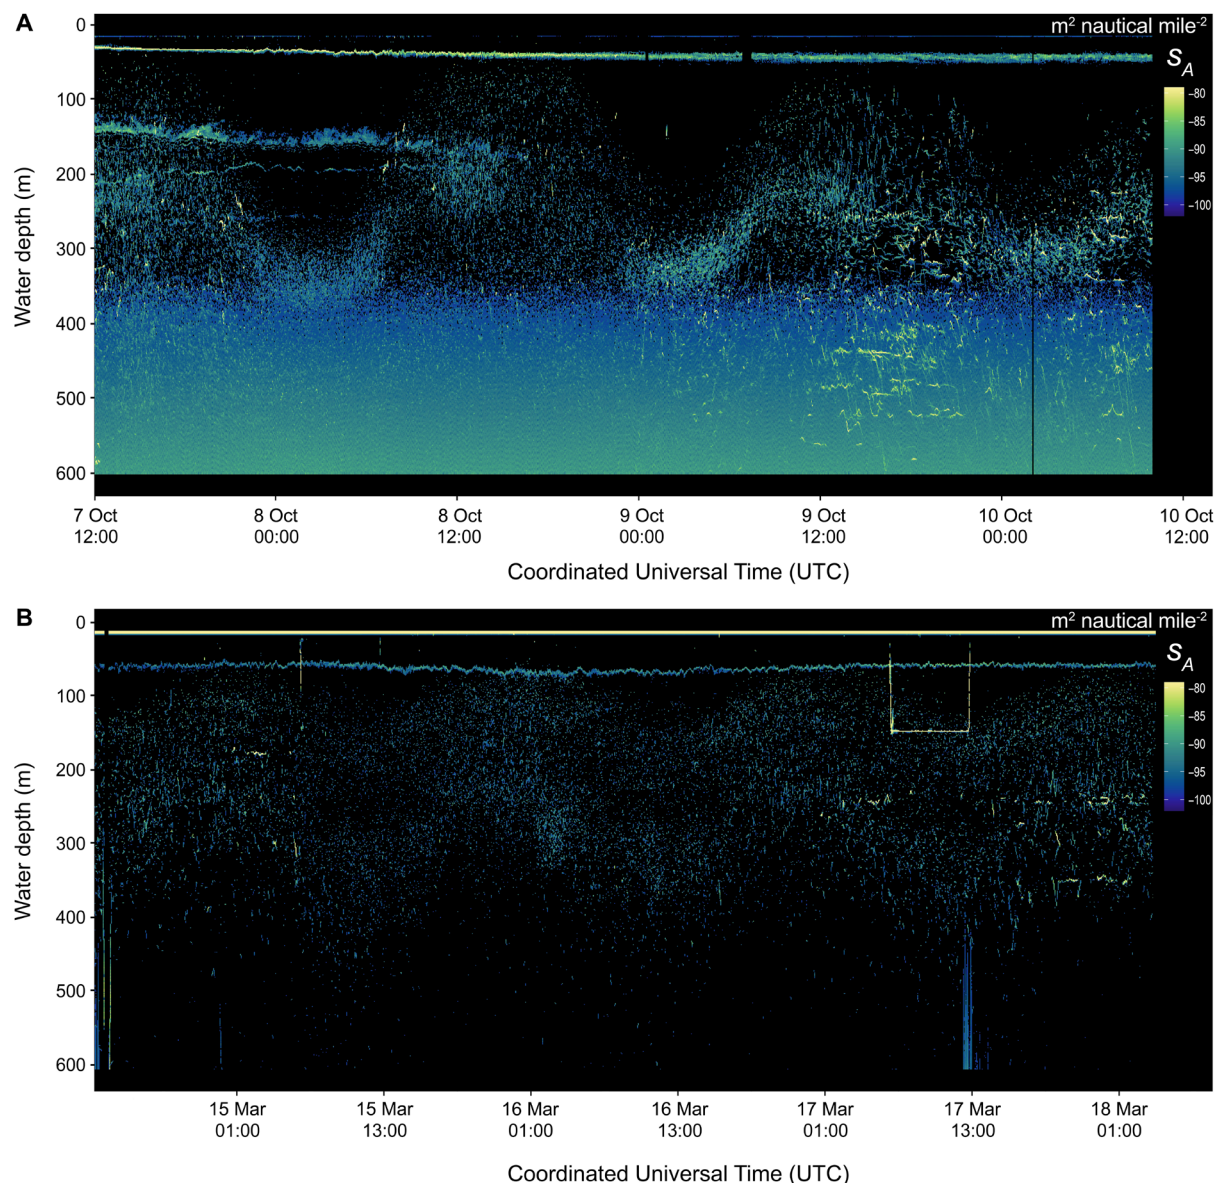 A
m² nautical mile⁻²
S_A
0
100
200
300
400
500
600
Water depth (m)
−80
−85
−90
−95
−100
7 Oct 8 Oct 8 Oct 9 Oct 9 Oct 10 Oct 10 Oct
12:00 00:00 12:00 00:00 12:00 00:00 12:00
Coordinated Universal Time (UTC)
B
m² nautical mile⁻²
S_A
0
100
200
300
400
500
600
Water depth (m)
−80
−85
−90
−95
−100
15 Mar 15 Mar 16 Mar 16 Mar 17 Mar 17 Mar 18 Mar
01:00 13:00 01:00 13:00 01:00 13:00 01:00
Coordinated Universal Time (UTC)